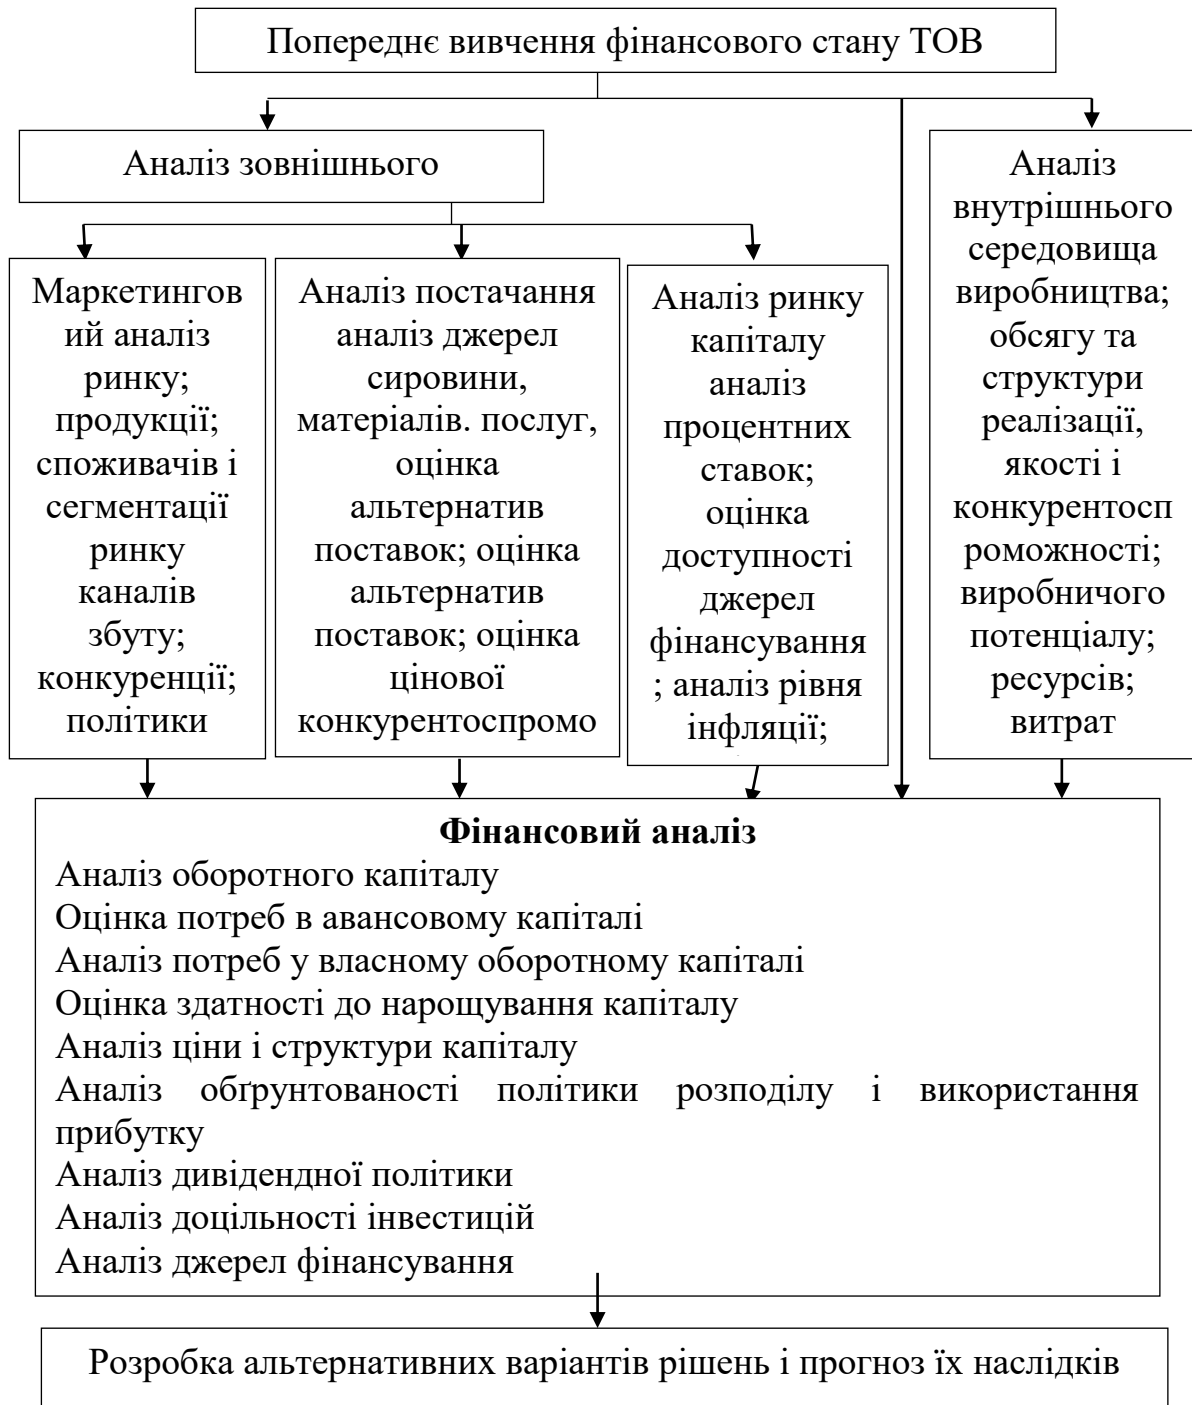 Попереднє вивчення фінансового стану ТОВ
Аналіз зовнішнього
Маркетингов
ий аналіз
ринку;
продукції;
споживачів і
сегментації
ринку
каналів
збуту;
конкуренції;
політики
Аналіз постачання
аналіз джерел
сировини,
матеріалів. послуг,
оцінка
альтернатив
поставок; оцінка
альтернатив
поставок; оцінка
цінової
конкурентоспромо
Аналіз ринку
капіталу
аналіз
процентних
ставок;
оцінка
доступності
джерел
фінансування
; аналіз рівня
інфляції;
Аналіз
внутрішнього
середовища
виробництва;
обсягу та
структури
реалізації,
якості і
конкурентосп
роможності;
виробничого
потенціалу;
ресурсів;
витрат
Фінансовий аналіз
Аналіз оборотного капіталу
Оцінка потреб в авансовому капіталі
Аналіз потреб у власному оборотному капіталі
Оцінка здатності до нарощування капіталу
Аналіз ціни і структури капіталу
Аналіз обґрунтованості політики розподілу і використання
прибутку
Аналіз дивідендної політики
Аналіз доцільності інвестицій
Аналіз джерел фінансування
Розробка альтернативних варіантів рішень і прогноз їх наслідків